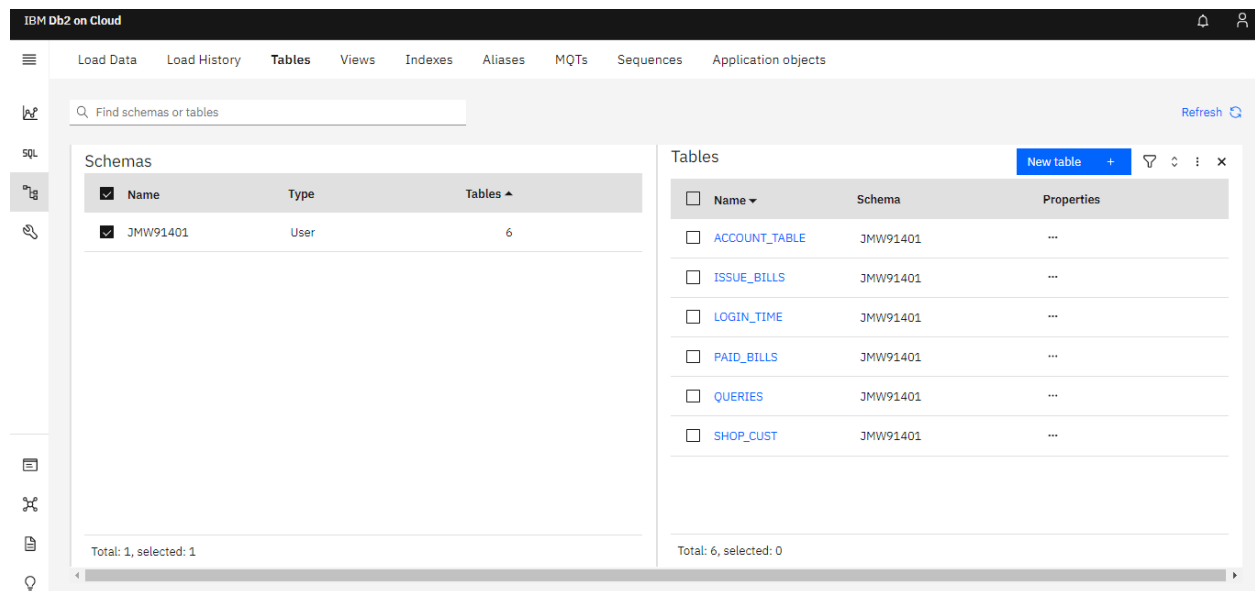 IBM Db2 on Cloud
Load Data Load History Tables Views Indexes Aliases MQTs Sequences Application objects
Find schemas or tables
Refresh
SQL
Schemas
Name Type Tables
JMW91401 User 6
Total: 1, selected: 1
Tables
New table +
Name Schema Properties
ACCOUNT_TABLE JMW91401 ...
ISSUE_BILLS JMW91401 ...
LOGIN_TIME JMW91401 ...
PAID_BILLS JMW91401 ...
QUERIES JMW91401 ...
SHOP_CUST JMW91401 ...
Total: 6, selected: 0